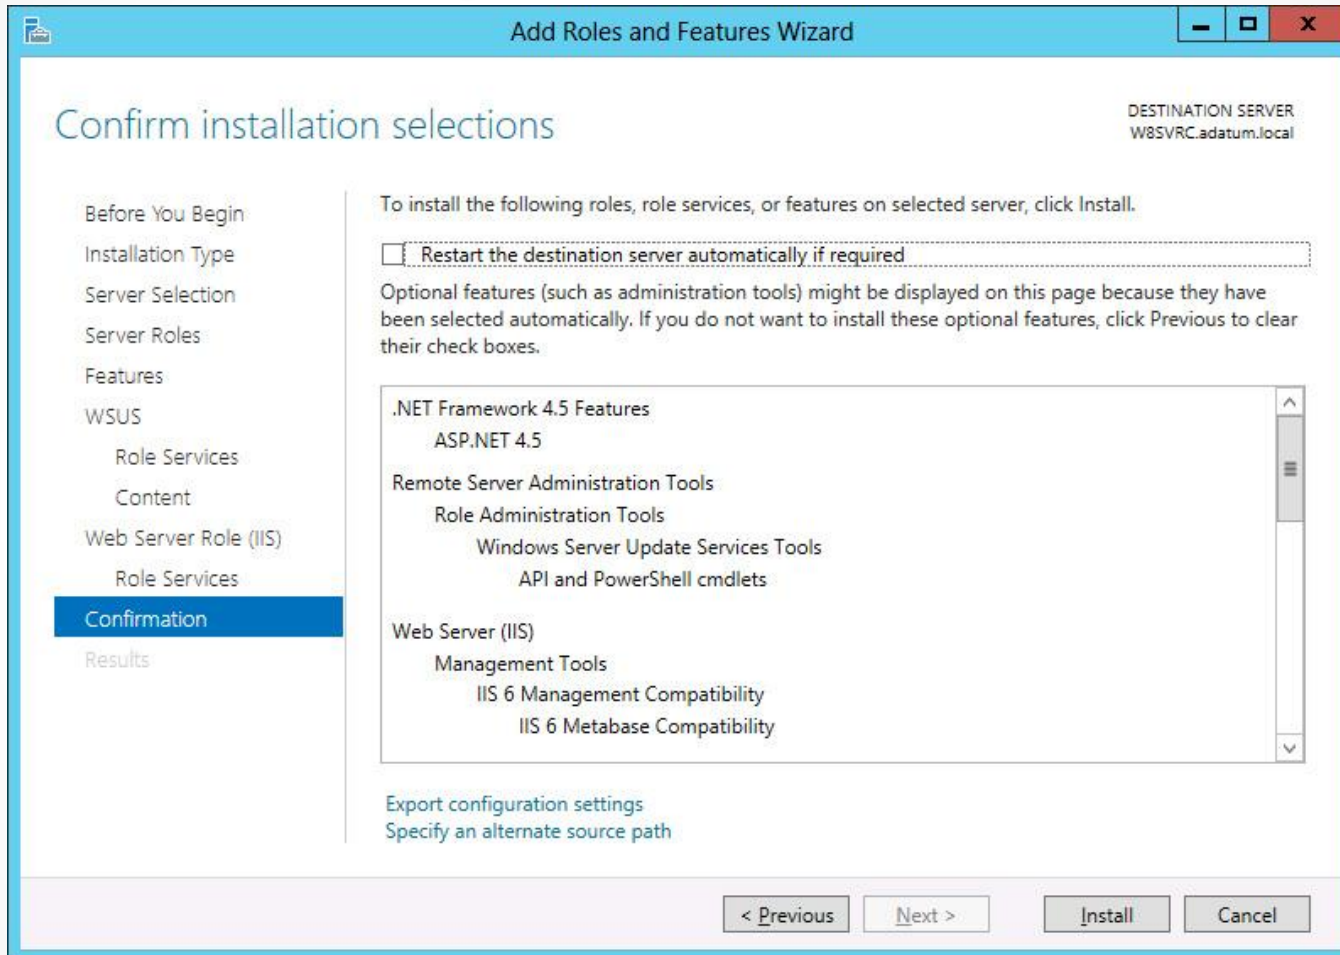 Add Roles and Features Wizard
Confirm installation selections
DESTINATION SERVER
W8SVRC.adatum.local
Before You Begin
Installation Type
Server Selection
Server Roles
Features
WSUS
Role Services
Content
Web Server Role (IIS)
Role Services
Confirmation
Results
To install the following roles, role services, or features on selected server, click Install.
Restart the destination server automatically if required
Optional features (such as administration tools) might be displayed on this page because they have
been selected automatically. If you do not want to install these optional features, click Previous to clear
their check boxes.
.NET Framework 4.5 Features
ASP.NET 4.5
Remote Server Administration Tools
Role Administration Tools
Windows Server Update Services Tools
API and PowerShell cmdlets
Web Server (IIS)
Management Tools
IIS 6 Management Compatibility
IIS 6 Metabase Compatibility
Export configuration settings
Specify an alternate source path
< Previous
Next >
Install
Cancel